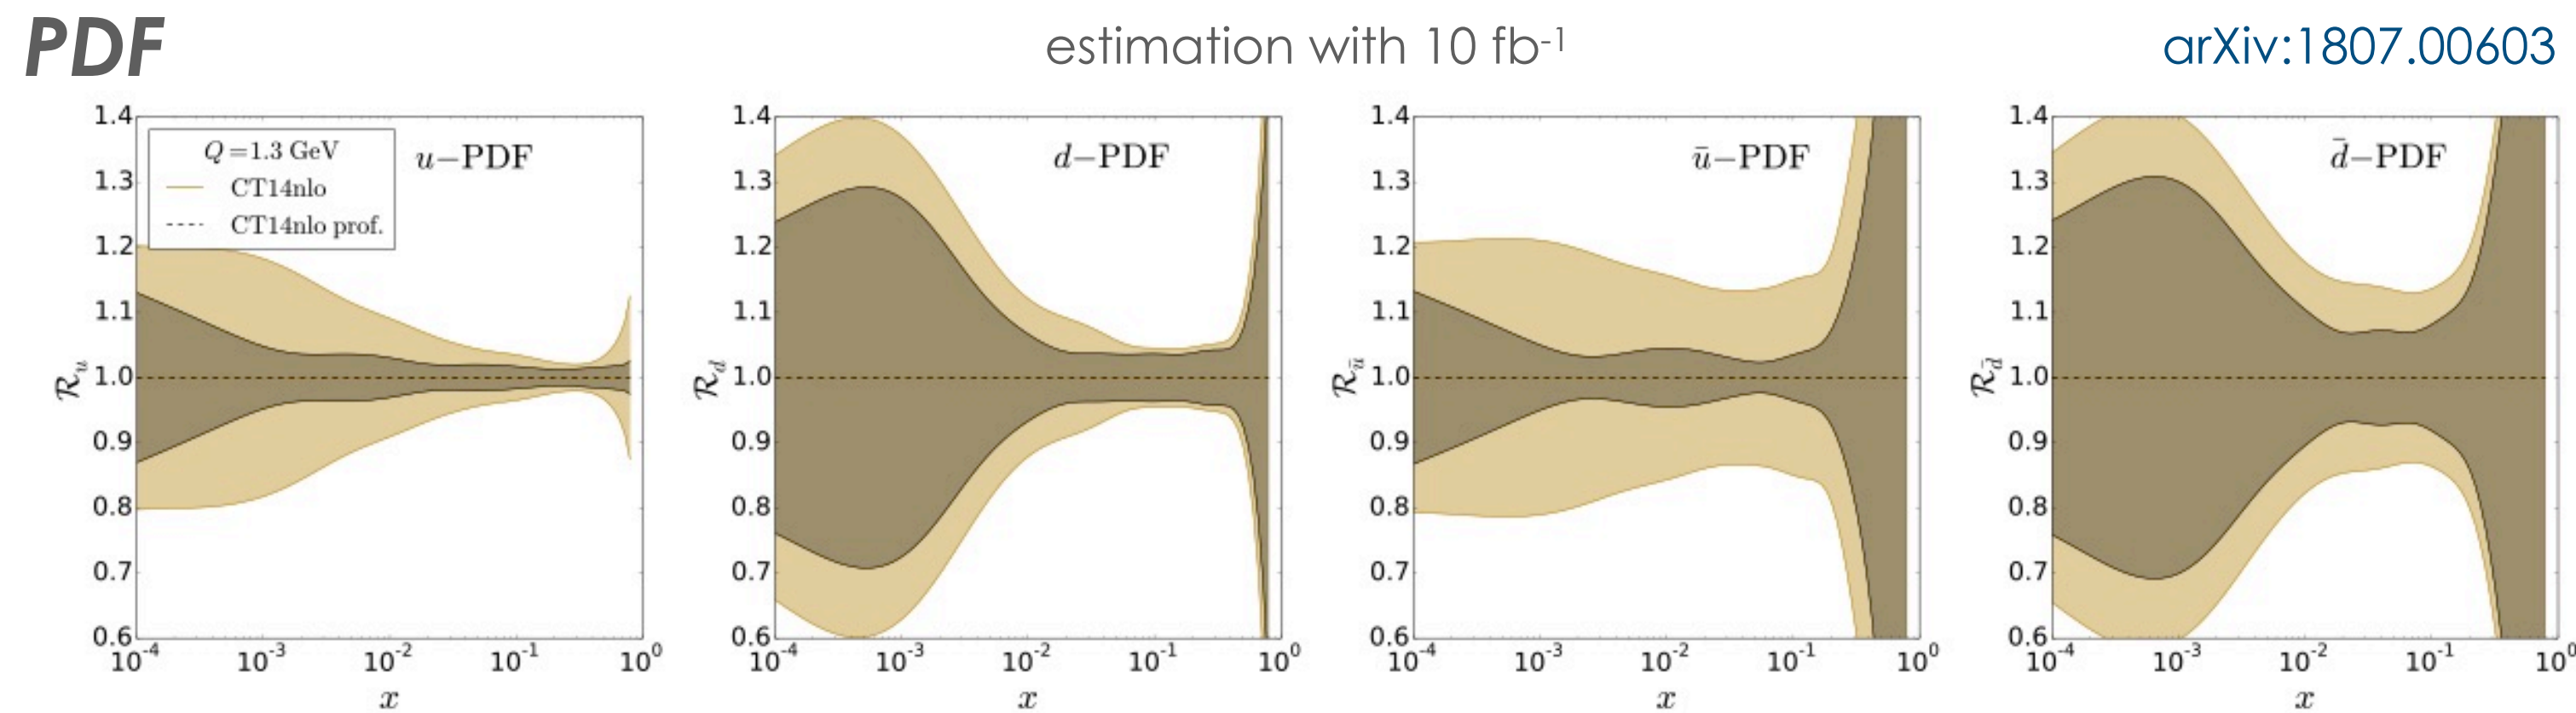 PDF
estimation with 10 fb-1
arXiv:1807.00603
1.4
1.3
1.2
1.1
1.0
0.9
0.8
0.7
0.6
Q=1.3 GeV
CT14nlo
CT14nlo prof.
u−PDF
ℛu
10-4 10-3 10-2 10-1 100
x
1.4
1.3
1.2
1.1
1.0
0.9
0.8
0.7
0.6
d−PDF
ℛd
10-4 10-3 10-2 10-1 100
x
1.4
1.3
1.2
1.1
1.0
0.9
0.8
0.7
0.6
ū−PDF
ℛū
10-4 10-3 10-2 10-1 100
x
1.4
1.3
1.2
1.1
1.0
0.9
0.8
0.7
0.6
d̄−PDF
ℛd̄
10-4 10-3 10-2 10-1 100
x